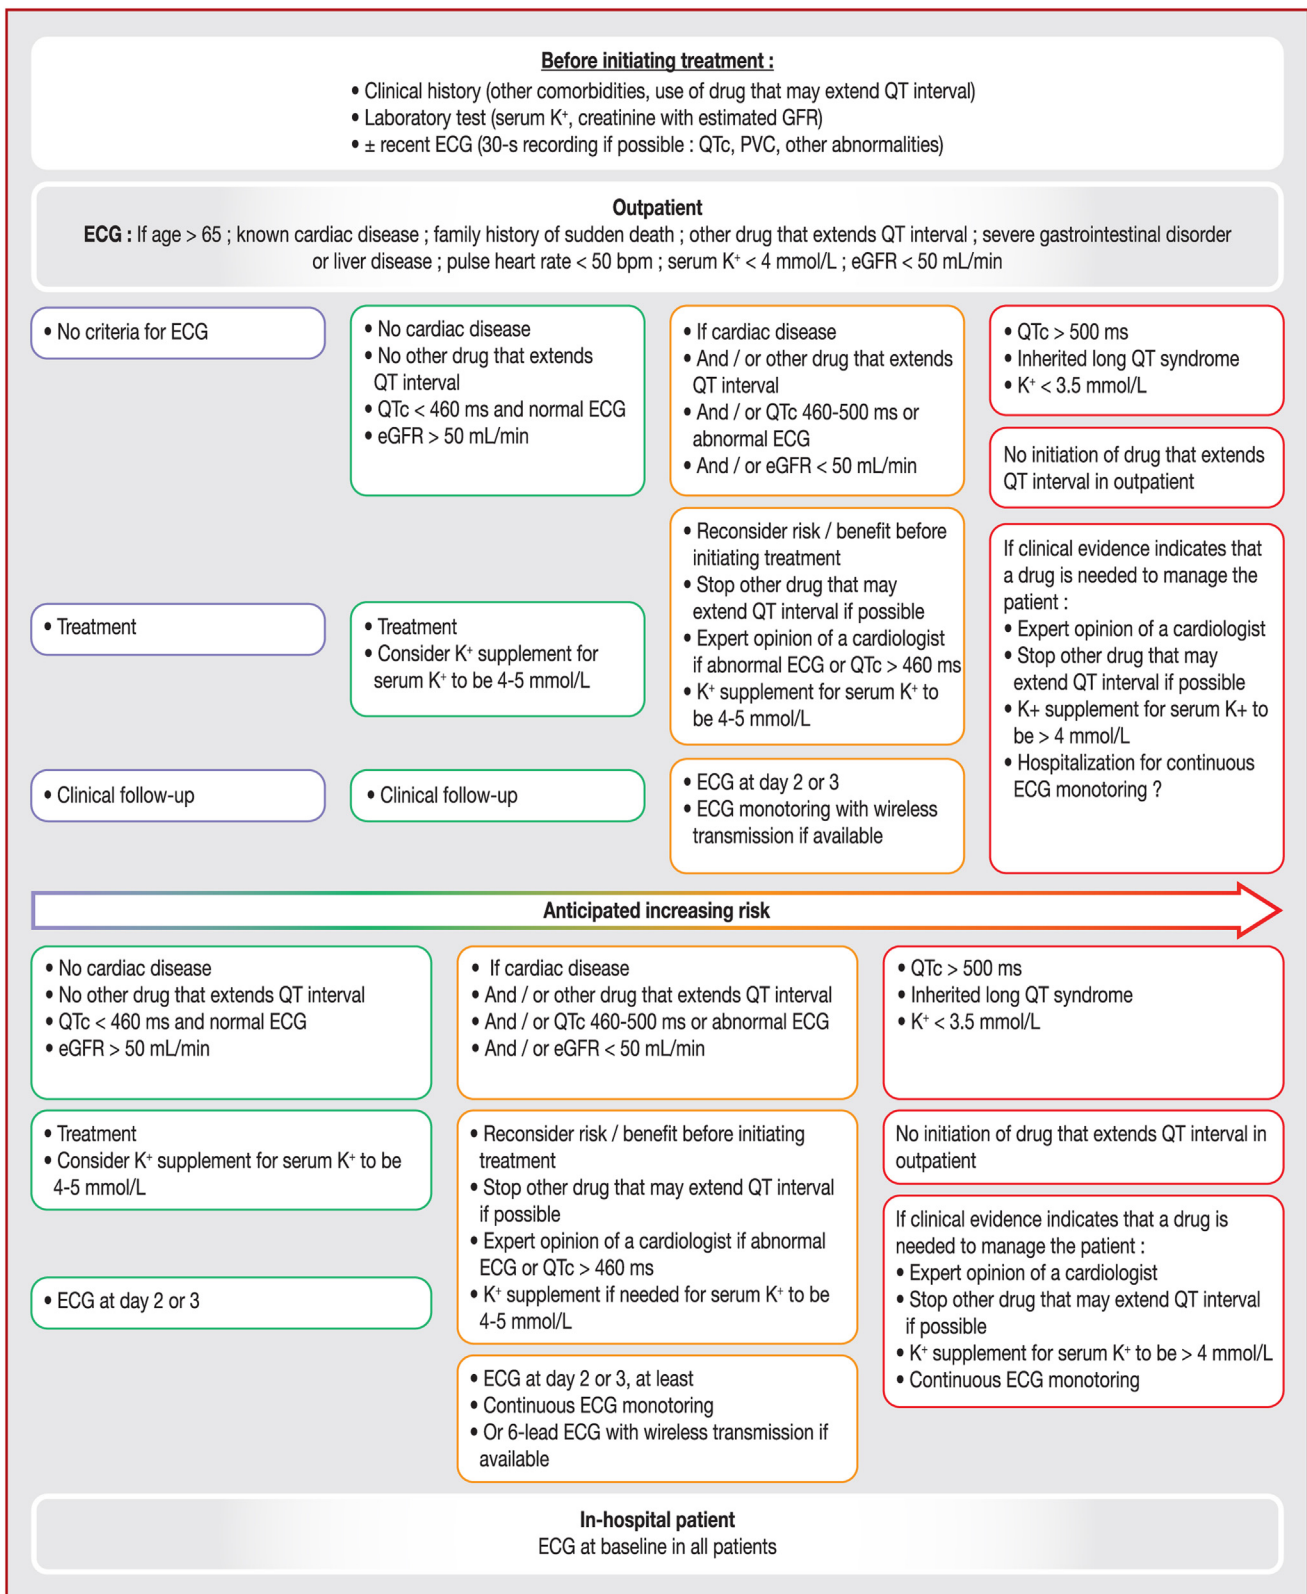 Before initiating treatment :
• Clinical history (other comorbidities, use of drug that may extend QT interval)
• Laboratory test (serum K⁺, creatinine with estimated GFR)
• ± recent ECG (30-s recording if possible : QTc, PVC, other abnormalities)
Outpatient
ECG : If age > 65 ; known cardiac disease ; family history of sudden death ; other drug that extends QT interval ; severe gastrointestinal disorder
or liver disease ; pulse heart rate < 50 bpm ; serum K⁺ < 4 mmol/L ; eGFR < 50 mL/min
• No criteria for ECG
• Treatment
• Clinical follow-up
• No cardiac disease
• No other drug that extends
QT interval
• QTc < 460 ms and normal ECG
• eGFR > 50 mL/min
• Treatment
• Consider K⁺ supplement for
serum K⁺ to be 4-5 mmol/L
• Clinical follow-up
• If cardiac disease
• And / or other drug that extends
QT interval
• And / or QTc 460-500 ms or
abnormal ECG
• And / or eGFR < 50 mL/min
• Reconsider risk / benefit before
initiating treatment
• Stop other drug that may
extend QT interval if possible
• Expert opinion of a cardiologist
if abnormal ECG or QTc > 460 ms
• K⁺ supplement for serum K⁺ to
be 4-5 mmol/L
• ECG at day 2 or 3
• ECG monotoring with wireless
transmission if available
• QTc > 500 ms
• Inherited long QT syndrome
• K⁺ < 3.5 mmol/L
No initiation of drug that extends
QT interval in outpatient
If clinical evidence indicates that
a drug is needed to manage the
patient :
• Expert opinion of a cardiologist
• Stop other drug that may
extend QT interval if possible
• K+ supplement for serum K+ to
be > 4 mmol/L
• Hospitalization for continuous
ECG monotoring ?
Anticipated increasing risk
• No cardiac disease
• No other drug that extends QT interval
• QTc < 460 ms and normal ECG
• eGFR > 50 mL/min
• Treatment
• Consider K⁺ supplement for serum K⁺ to be
4-5 mmol/L
• ECG at day 2 or 3
• If cardiac disease
• And / or other drug that extends QT interval
• And / or QTc 460-500 ms or abnormal ECG
• And / or eGFR < 50 mL/min
• Reconsider risk / benefit before initiating
treatment
• Stop other drug that may extend QT interval
if possible
• Expert opinion of a cardiologist if abnormal
ECG or QTc > 460 ms
• K⁺ supplement if needed for serum K⁺ to be
4-5 mmol/L
• ECG at day 2 or 3, at least
• Continuous ECG monotoring
• Or 6-lead ECG with wireless transmission if
available
• QTc > 500 ms
• Inherited long QT syndrome
• K⁺ < 3.5 mmol/L
No initiation of drug that extends QT interval in
outpatient
If clinical evidence indicates that a drug is
needed to manage the patient :
• Expert opinion of a cardiologist
• Stop other drug that may extend QT interval
if possible
• K⁺ supplement for serum K⁺ to be > 4 mmol/L
• Continuous ECG monotoring
In-hospital patient
ECG at baseline in all patients